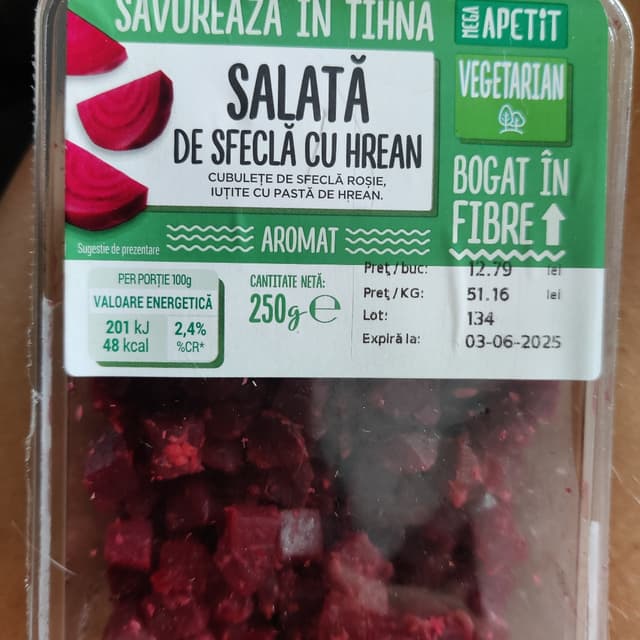 SAVUREAZĂ ÎN TIHNĂ
MEGA APETIT
VEGETARIAN
SALATĂ
DE SFECLĂ CU HREAN
CUBULEȚE DE SFECLĂ ROȘIE,
IUȚITE CU PASTĂ DE HREAN.
BOGAT ÎN
FIBRE
Sugestie de prezentare
AROMAT
PER PORȚIE 100g
VALOARE ENERGETICĂ
201 kJ 2,4%
48 kcal %CR*
CANTITATE NETĂ:
250g ℮
Preț/buc: 12.79 lei
Preț/KG: 51.16 lei
Lot: 134
Expiră la: 03-06-2025